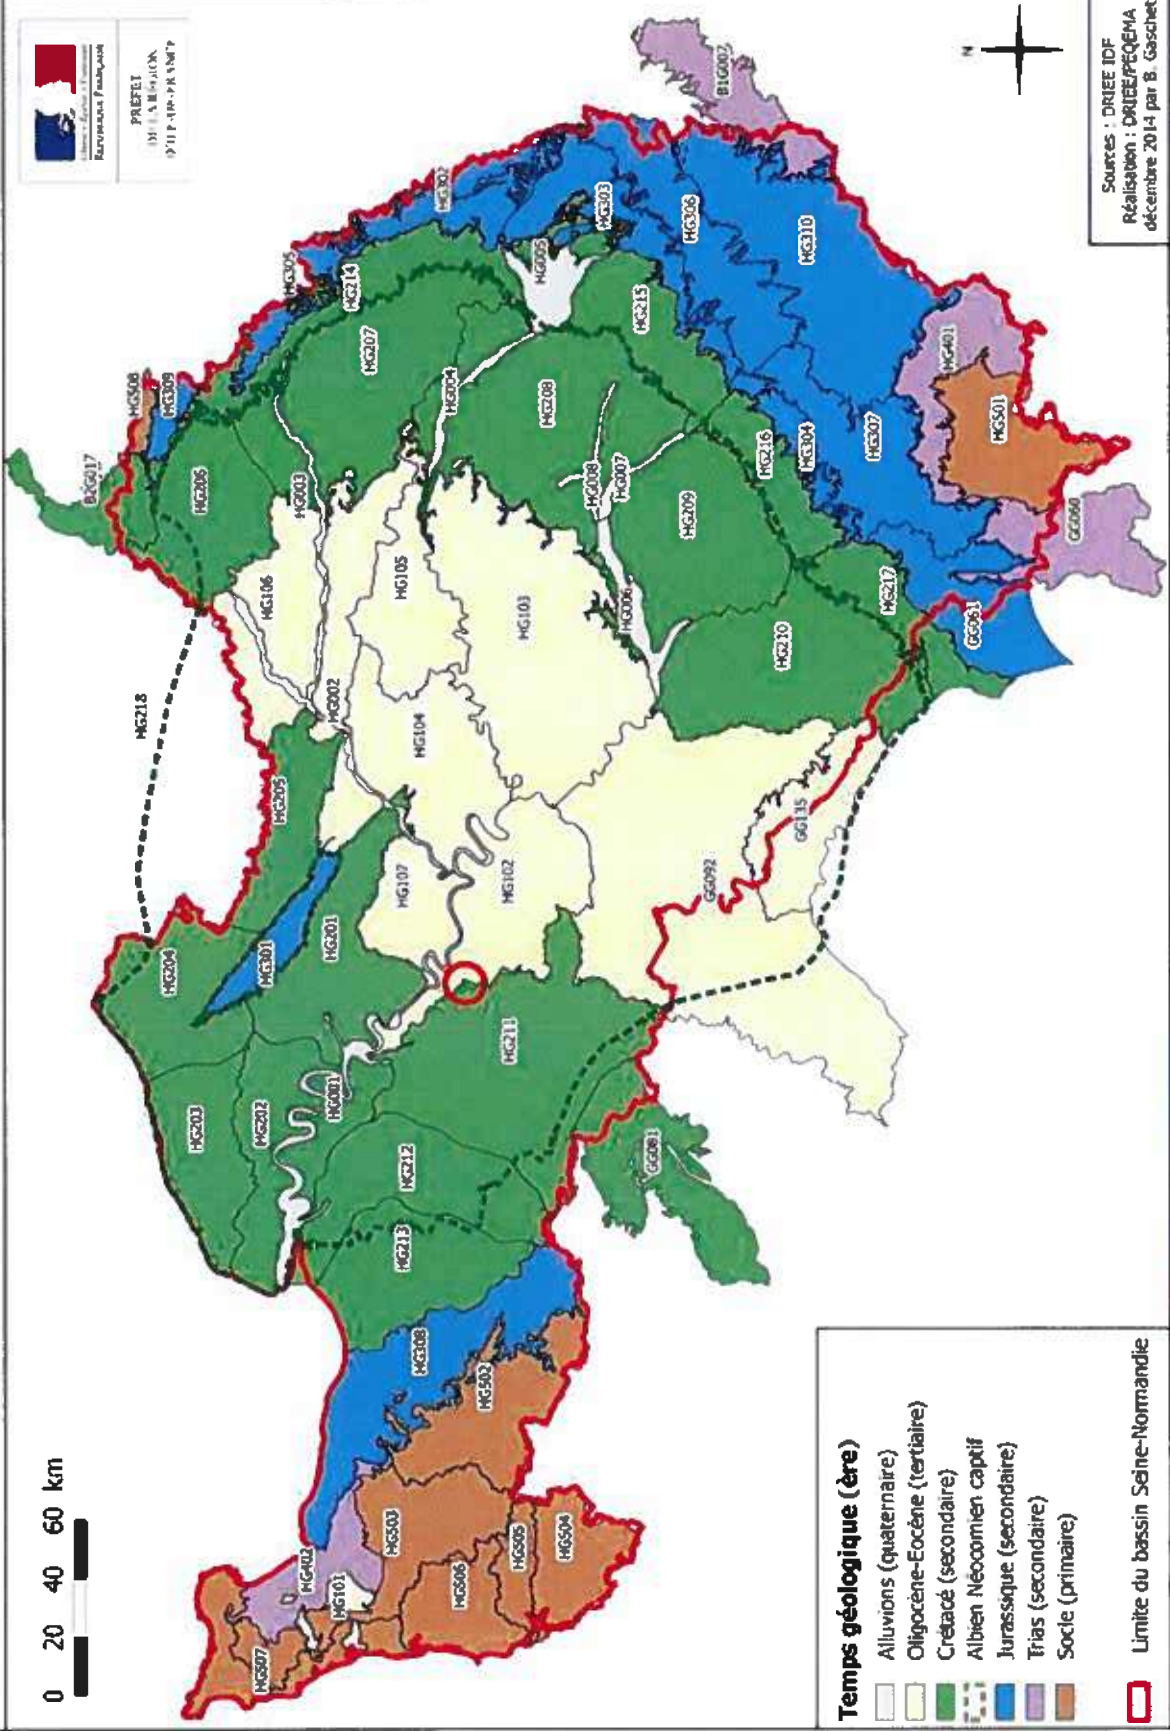 0 20 40 60 km
RÉPUBLIQUE FRANÇAISE
PRÉFET
N
HG507
HG402
HG101
HG503
HG506
HG505
HG504
HG502
HG308
HG213
HG212
HG203
HG202
HG001
HG204
HG301
HG201
HG205
HG211
HG107
HG102
HG218
HG002
HG104
HG106
HG105
HG103
HG003
HG206
B2G017
HG508
HG309
HG207
HG305
HG214
HG302
HG004
HG005
HG208
HG008
HG007
HG006
HG209
HG210
HG215
HG303
HG306
HG310
HG216
HG304
HG307
HG217
HG401
HG501
GG060
GG061
GG135
GG092
GG081
B1G002
Temps géologique (ère)
Alluvions (quaternaire)
Oligocène-Eocène (tertiaire)
Crétacé (secondaire)
Albien Néocomien captif
Jurassique (secondaire)
Trias (secondaire)
Socle (primaire)
Limite du bassin Seine-Normandie
Sources : DRIEE IDF
Réalisation : DRIEE/PEQEMA
décembre 2014 par B. Gaschet